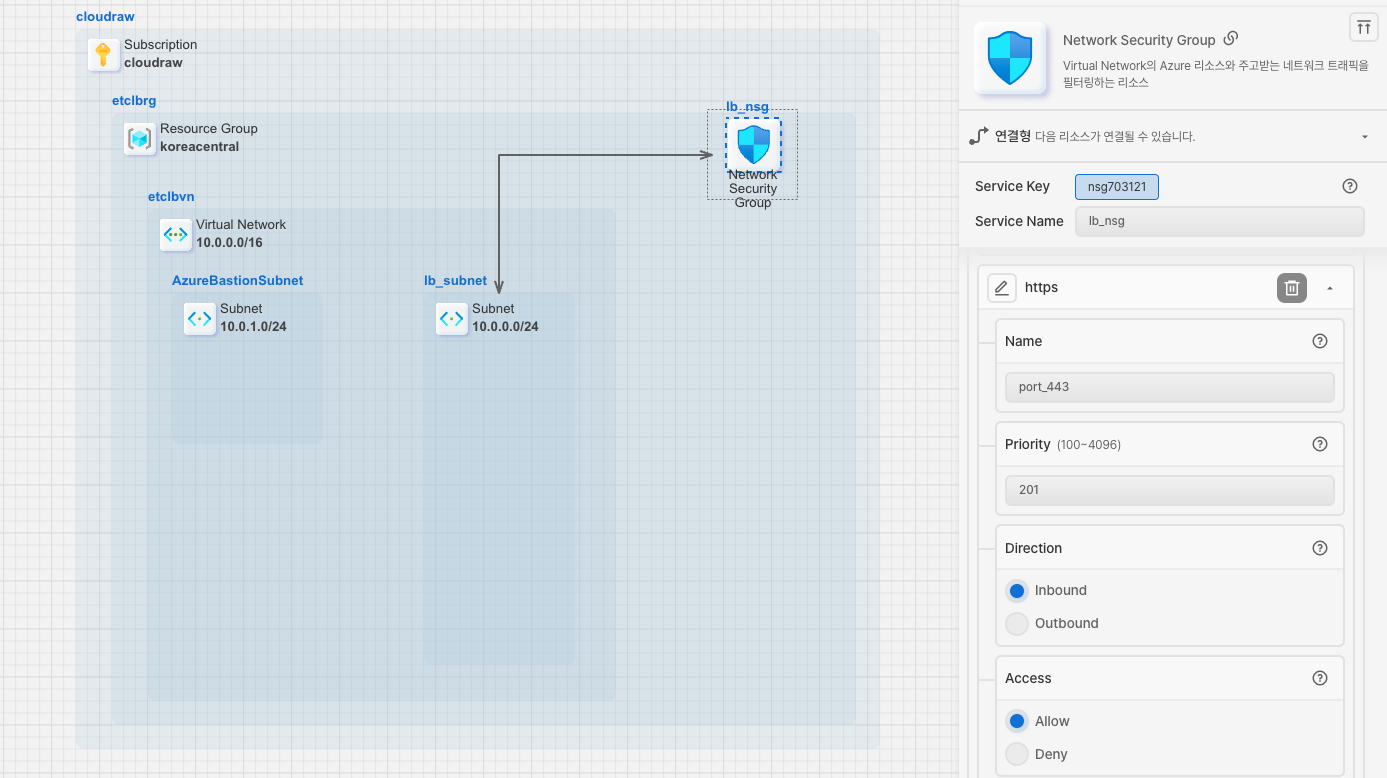 cloudraw
Subscription
cloudraw
etclbrg
Resource Group
koreacentral
lb_nsg
Network
Security
Group
etclbvn
Virtual Network
10.0.0.0/16
AzureBastionSubnet
Subnet
10.0.1.0/24
lb_subnet
Subnet
10.0.0.0/24
Network Security Group
Virtual Network의 Azure 리소스와 주고받는 네트워크 트래픽을
필터링하는 리소스
연결형 다음 리소스가 연결될 수 있습니다.
Service Key nsg703121
Service Name lb_nsg
https
Name
port_443
Priority (100~4096)
201
Direction
Inbound
Outbound
Access
Allow
Deny